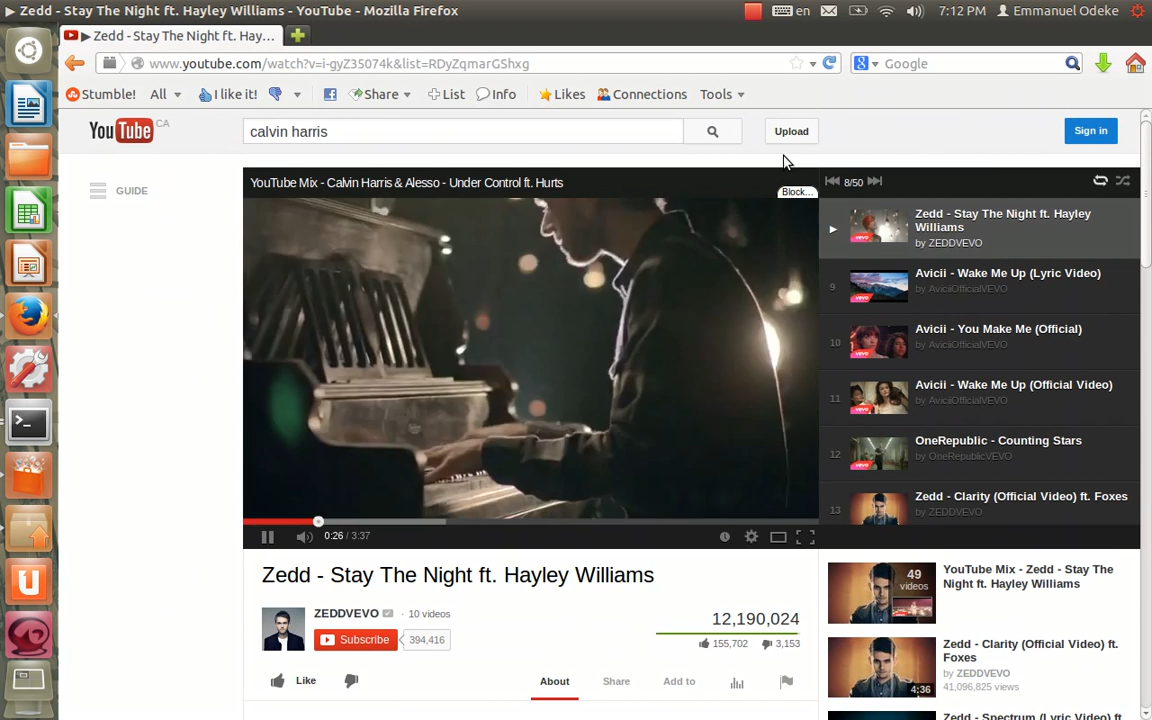 ▶ Zedd - Stay The Night ft. Hayley Williams - YouTube - Mozilla Firefox
en
7:12 PM
Emmanuel Odeke
▶ Zedd - Stay The Night ft. Hay...
www.youtube.com/watch?v=i-gyZ35074k&list=RDyZqmarGShxg
Google
Stumble!
All
I like it!
Share
List
Info
Likes
Connections
Tools
YouTube CA
calvin harris
Upload
Sign in
GUIDE
YouTube Mix - Calvin Harris & Alesso - Under Control ft. Hurts
Block...
8/50
Zedd - Stay The Night ft. Hayley
Williams
by ZEDDVEVO
9
Avicii - Wake Me Up (Lyric Video)
by AviciiOfficialVEVO
10
Avicii - You Make Me (Official)
by AviciiOfficialVEVO
11
Avicii - Wake Me Up (Official Video)
by AviciiOfficialVEVO
12
OneRepublic - Counting Stars
by OneRepublicVEVO
13
Zedd - Clarity (Official Video) ft. Foxes
by ZEDDVEVO
0:26 / 3:37
Zedd - Stay The Night ft. Hayley Williams
ZEDDVEVO · 10 videos
Subscribe
394,416
12,190,024
155,702
3,153
Like
About
Share
Add to
49
videos
YouTube Mix - Zedd - Stay The
Night ft. Hayley Williams
4:36
Zedd - Clarity (Official Video) ft.
Foxes
by ZEDDVEVO
41,096,825 views
Zedd - Spectrum (Lyric Video) ft